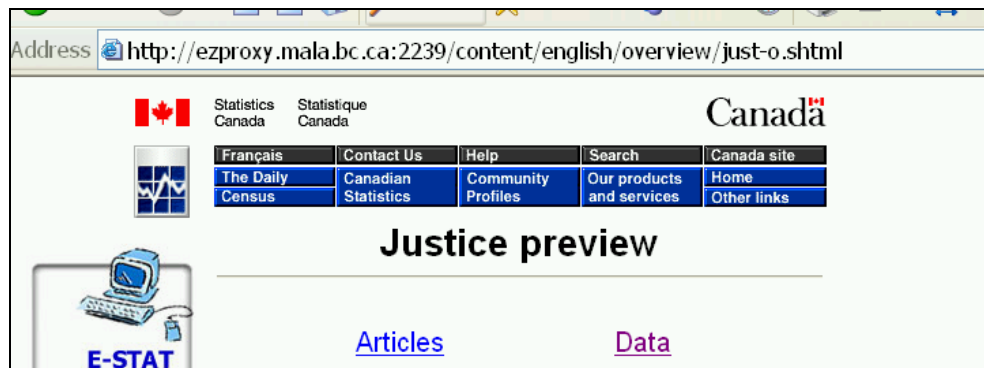 Address http://ezproxy.mala.bc.ca:2239/content/english/overview/just-o.shtml
Statistics Statistique Canada
Canada Canada
Français Contact Us Help Search Canada site
The Daily Canadian Community Our products Home
Census Statistics Profiles and services Other links
Justice preview
Articles Data
E-STAT